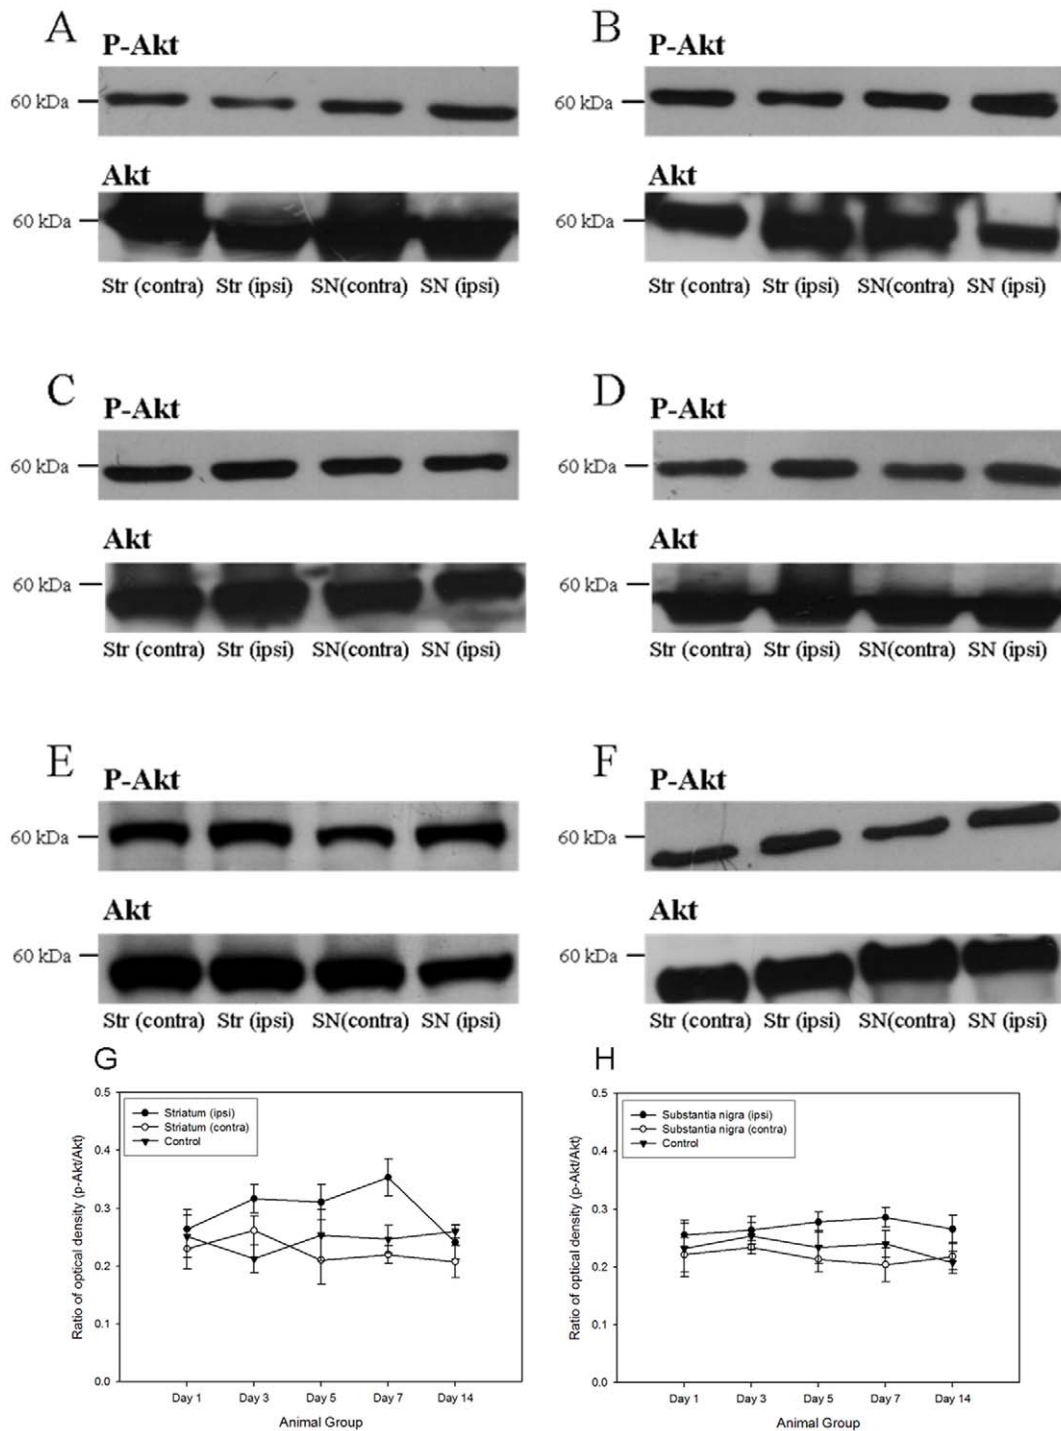 A
P-Akt
60 kDa
Akt
60 kDa
Str (contra) Str (ipsi) SN(contra) SN (ipsi)
B
P-Akt
60 kDa
Akt
60 kDa
Str (contra) Str (ipsi) SN(contra) SN (ipsi)
C
P-Akt
60 kDa
Akt
60 kDa
Str (contra) Str (ipsi) SN(contra) SN (ipsi)
D
P-Akt
60 kDa
Akt
60 kDa
Str (contra) Str (ipsi) SN(contra) SN (ipsi)
E
P-Akt
60 kDa
Akt
60 kDa
Str (contra) Str (ipsi) SN(contra) SN (ipsi)
F
P-Akt
60 kDa
Akt
60 kDa
Str (contra) Str (ipsi) SN(contra) SN (ipsi)
G
Ratio of optical density (p-Akt/Akt)
0.5
0.4
0.3
0.2
0.1
0.0
Striatum (ipsi)
Striatum (contra)
Control
Day 1 Day 3 Day 5 Day 7 Day 14
Animal Group
H
Ratio of optical density (p-Akt/Akt)
0.5
0.4
0.3
0.2
0.1
0.0
Substantia nigra (ipsi)
Substantia nigra (contra)
Control
Day 1 Day 3 Day 5 Day 7 Day 14
Animal Group